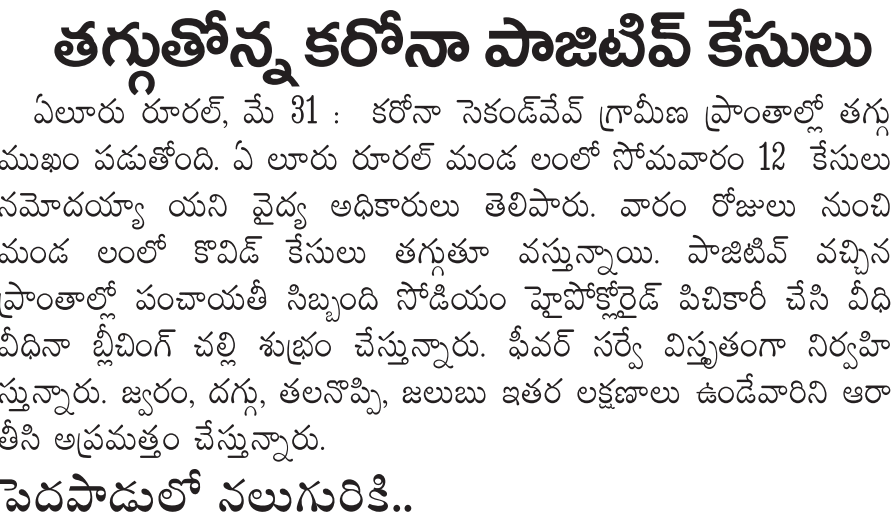 తగ్గుతోన్న కరోనా పాజిటివ్ కేసులు
ఏలూరు రూరల్, మే 31 : కరోనా సెకండ్‌వేవ్ గ్రామీణ ప్రాంతాల్లో తగ్గు
ముఖం పడుతోంది. ఏ లూరు రూరల్ మండ లంలో సోమవారం 12 కేసులు
నమోదయ్యా యని వైద్య అధికారులు తెలిపారు. వారం రోజులు నుంచి
మండ లంలో కొవిడ్ కేసులు తగ్గుతూ వస్తున్నాయి. పాజిటివ్ వచ్చిన
ప్రాంతాల్లో పంచాయతీ సిబ్బంది సోడియం హైపోక్లోరైడ్ పిచికారీ చేసి వీధి
వీధినా బ్లీచింగ్ చల్లి శుభ్రం చేస్తున్నారు. ఫీవర్ సర్వే విస్తృతంగా నిర్వహి
స్తున్నారు. జ్వరం, దగ్గు, తలనొప్పి, జలుబు ఇతర లక్షణాలు ఉండేవారిని ఆరా
తీసి అప్రమత్తం చేస్తున్నారు.
పెదపాడులో నలుగురికి..